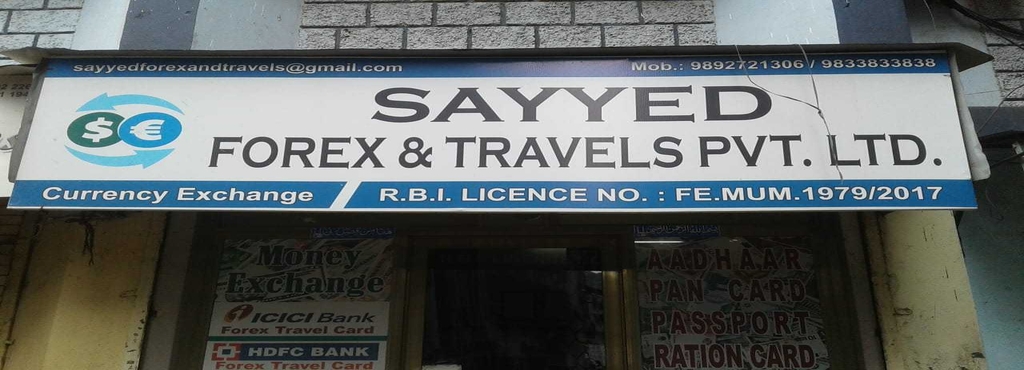 sayyedforexandtravels@gmail.com
Mob.: 9892721306 / 9833833838
$ €
SAYYED
FOREX & TRAVELS PVT. LTD.
Currency Exchange / R.B.I. LICENCE NO. : FE.MUM.1979/2017
Money
Exchange
ICICI Bank
Forex Travel Card
HDFC BANK
Forex Travel Card
AADHAAR
PAN CARD
PASSPORT
RATION CARD